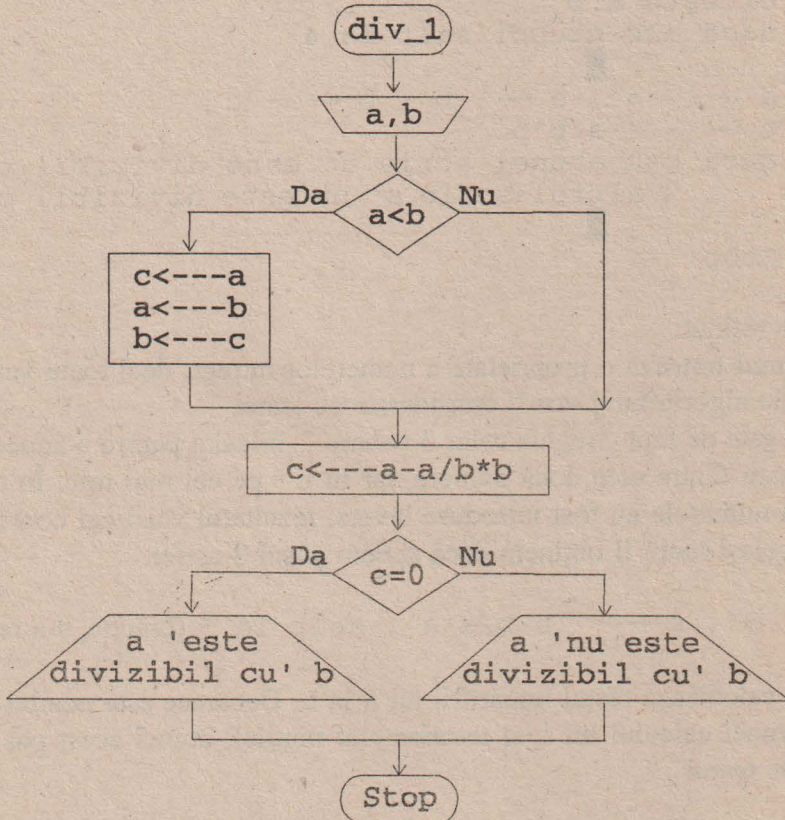 div_1
a,b
Da
a<b
Nu
c<---a
a<---b
b<---c
c<---a-a/b*b
Da
c=0
Nu
a 'este
divizibil cu' b
a 'nu este
divizibil cu' b
Stop